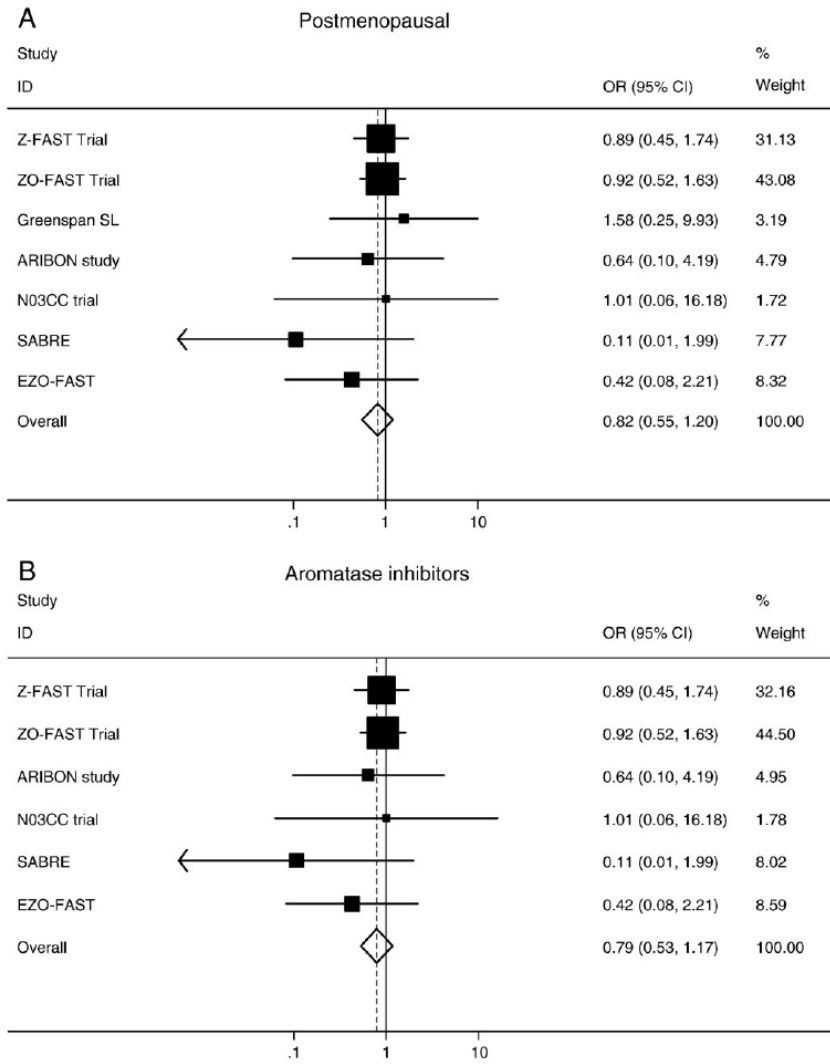 A
Postmenopausal
Study %
ID OR (95% CI) Weight
Z-FAST Trial 0.89 (0.45, 1.74) 31.13
ZO-FAST Trial 0.92 (0.52, 1.63) 43.08
Greenspan SL 1.58 (0.25, 9.93) 3.19
ARIBON study 0.64 (0.10, 4.19) 4.79
N03CC trial 1.01 (0.06, 16.18) 1.72
SABRE 0.11 (0.01, 1.99) 7.77
EZO-FAST 0.42 (0.08, 2.21) 8.32
Overall 0.82 (0.55, 1.20) 100.00
.1 1 10
B
Aromatase inhibitors
Study %
ID OR (95% CI) Weight
Z-FAST Trial 0.89 (0.45, 1.74) 32.16
ZO-FAST Trial 0.92 (0.52, 1.63) 44.50
ARIBON study 0.64 (0.10, 4.19) 4.95
N03CC trial 1.01 (0.06, 16.18) 1.78
SABRE 0.11 (0.01, 1.99) 8.02
EZO-FAST 0.42 (0.08, 2.21) 8.59
Overall 0.79 (0.53, 1.17) 100.00
.1 1 10